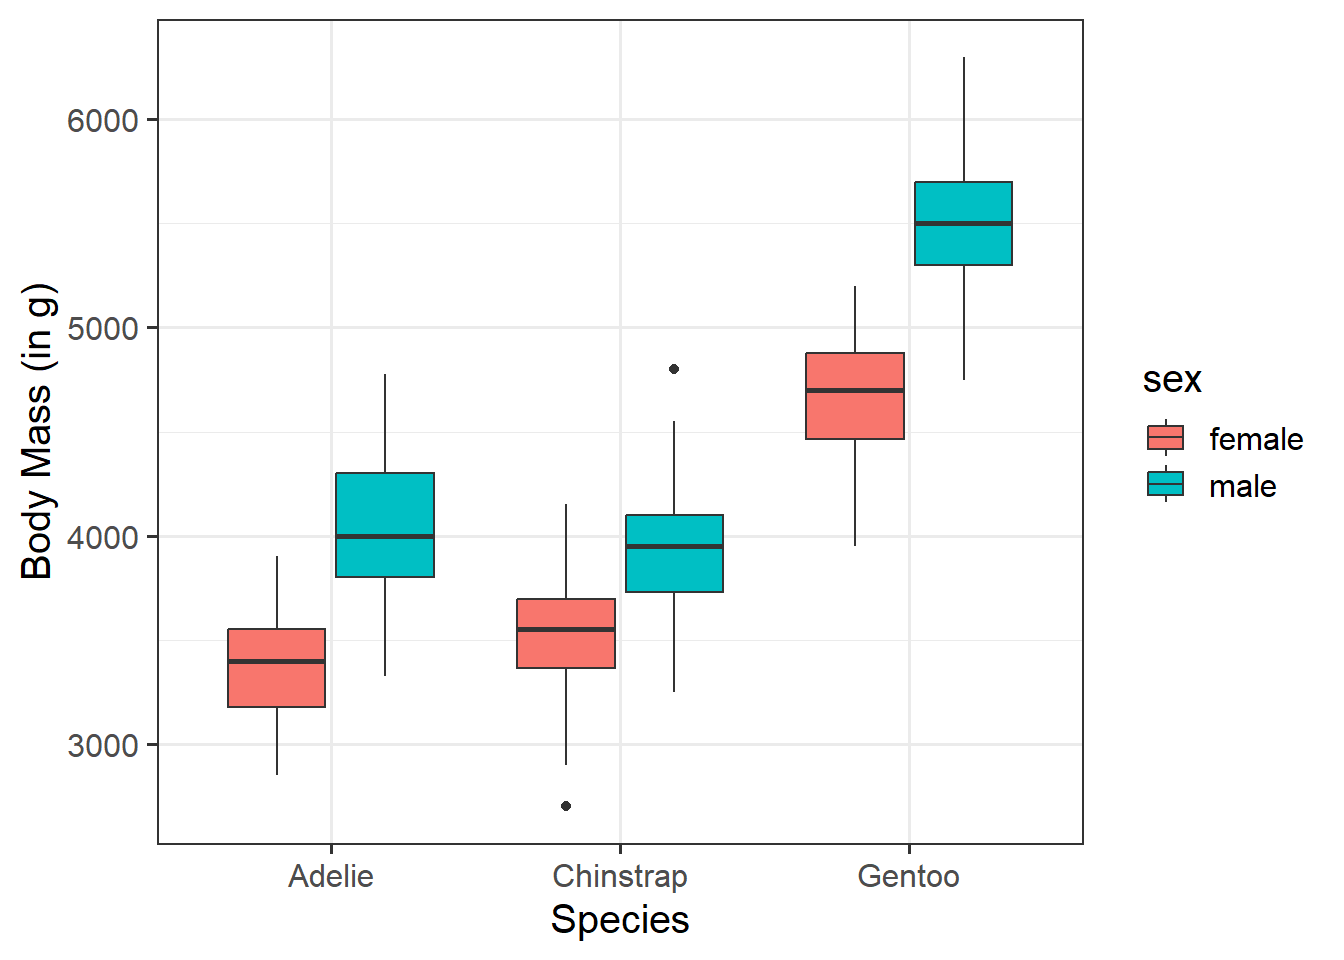 6000
5000
4000
3000
Body Mass (in g)
Adelie
Chinstrap
Gentoo
Species
sex
female
male